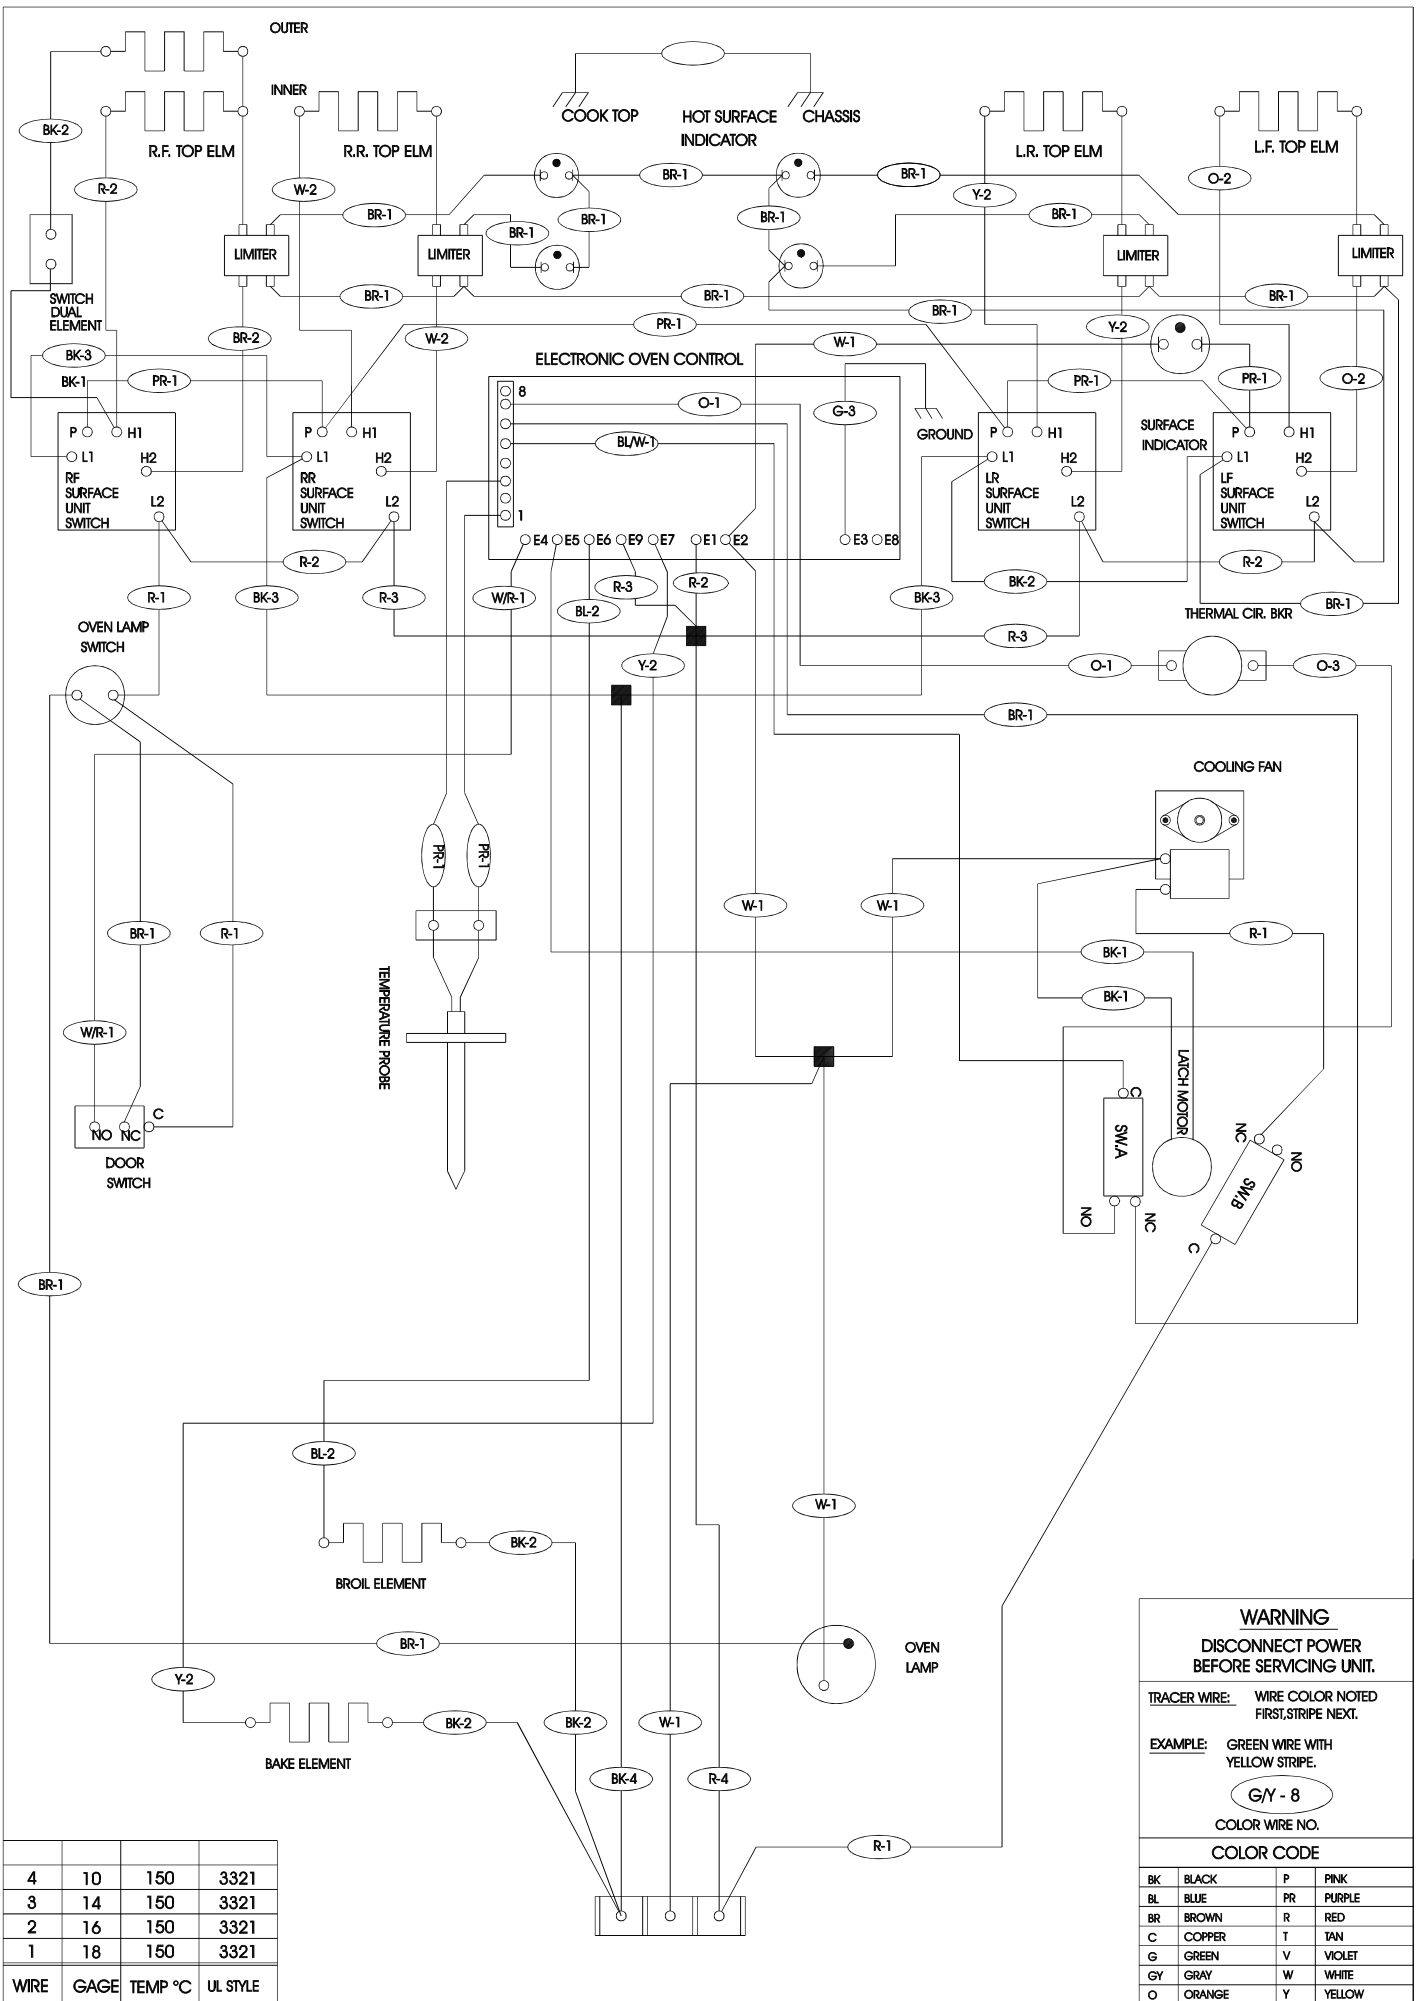 OUTER
INNER
BK-2
R.F. TOP ELM
R.R. TOP ELM
COOK TOP
HOT SURFACE
INDICATOR
CHASSIS
L.R. TOP ELM
L.F. TOP ELM
R-2
W-2
BR-1
BR-1
Y-2
O-2
BR-1
BR-1
BR-1
BR-1
BR-1
LIMITER
LIMITER
LIMITER
LIMITER
SWITCH
DUAL
ELEMENT
BR-1
BR-1
BR-1
BR-1
BR-2
W-2
PR-1
Y-2
W-1
BK-3
BK-1
PR-1
ELECTRONIC OVEN CONTROL
PR-1
PR-1
O-2
8
O-1
G-3
GROUND
BL/W-1
SURFACE
INDICATOR
P
H1
L1
H2
RF
SURFACE
UNIT
SWITCH
L2
P
H1
L1
H2
RR
SURFACE
UNIT
SWITCH
L2
P
H1
L1
H2
LR
SURFACE
UNIT
SWITCH
L2
P
H1
L1
H2
LF
SURFACE
UNIT
SWITCH
L2
1
E4
E5
E6
E9
E7
E1
E2
E3
E8
R-2
R-2
R-1
BK-3
R-3
W/R-1
BL-2
R-3
R-2
BK-3
BK-2
BR-1
THERMAL CIR. BKR
OVEN LAMP
SWITCH
R-3
Y-2
O-1
O-3
BR-1
COOLING FAN
PR-1
PR-1
W-1
W-1
BR-1
R-1
R-1
BK-1
BK-1
TEMPERATURE PROBE
W/R-1
LATCH MOTOR
C
SW.A
NO
NC
NC
NO
SW.B
C
C
NO
NC
DOOR
SWITCH
BR-1
BL-2
W-1
BK-2
BROIL ELEMENT
BR-1
OVEN
LAMP
Y-2
BK-2
BK-2
W-1
BAKE ELEMENT
BK-4
R-4
R-1
WARNING
DISCONNECT POWER
BEFORE SERVICING UNIT.
TRACER WIRE: WIRE COLOR NOTED
FIRST,STRIPE NEXT.
EXAMPLE: GREEN WIRE WITH
YELLOW STRIPE.
G/Y - 8
COLOR WIRE NO.
COLOR CODE
BK BLACK P PINK
BL BLUE PR PURPLE
BR BROWN R RED
C COPPER T TAN
G GREEN V VIOLET
GY GRAY W WHITE
O ORANGE Y YELLOW
4 10 150 3321
3 14 150 3321
2 16 150 3321
1 18 150 3321
WIRE GAGE TEMP °C UL STYLE